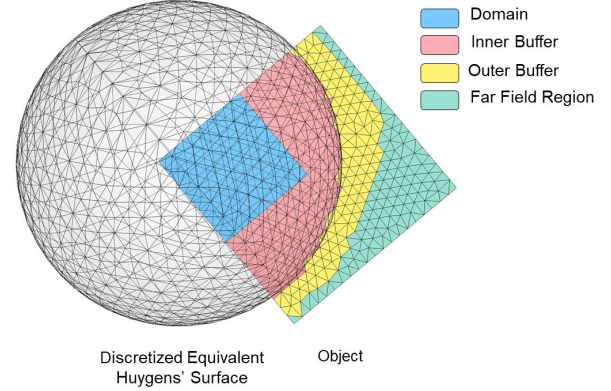 Domain
Inner Buffer
Outer Buffer
Far Field Region
Discretized Equivalent
Huygens' Surface
Object